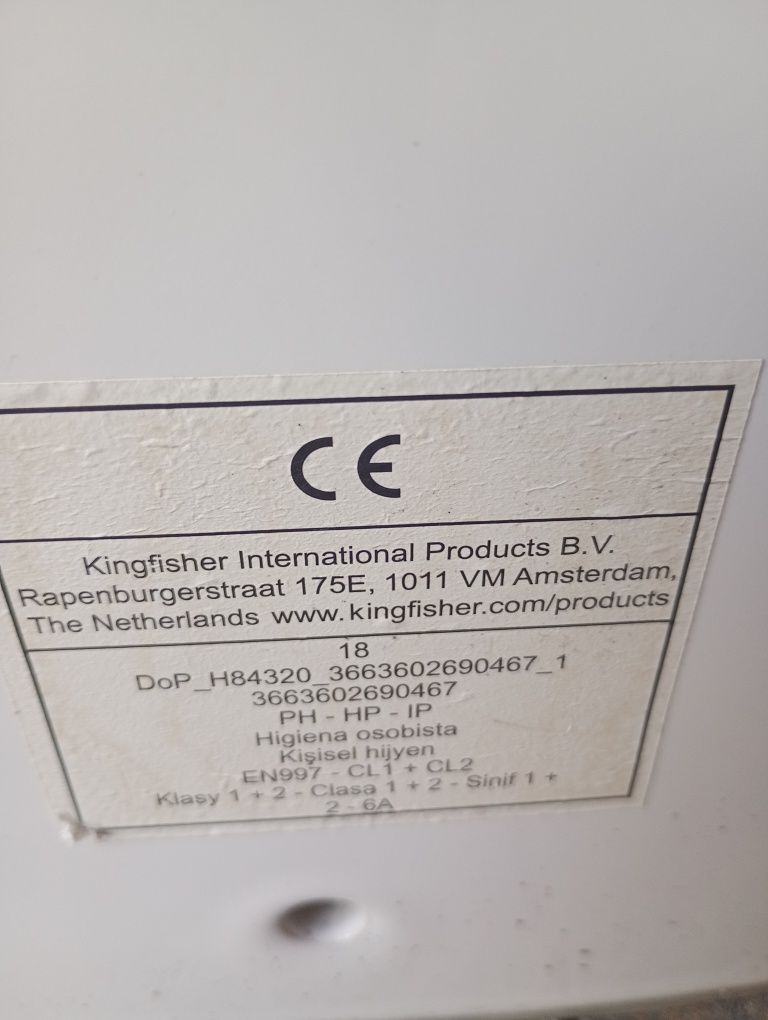 CE
Kingfisher International Products B.V.
Rapenburgerstraat 175E, 1011 VM Amsterdam,
The Netherlands www.kingfisher.com/products
18
DoP_H84320_3663602690467_1
3663602690467
PH - HP - IP
Higiena osobista
Kişisel hijyen
EN997 - CL1 + CL2
Klasy 1 + 2 - Clasa 1 + 2 - Sinif 1 +
2 - 6A